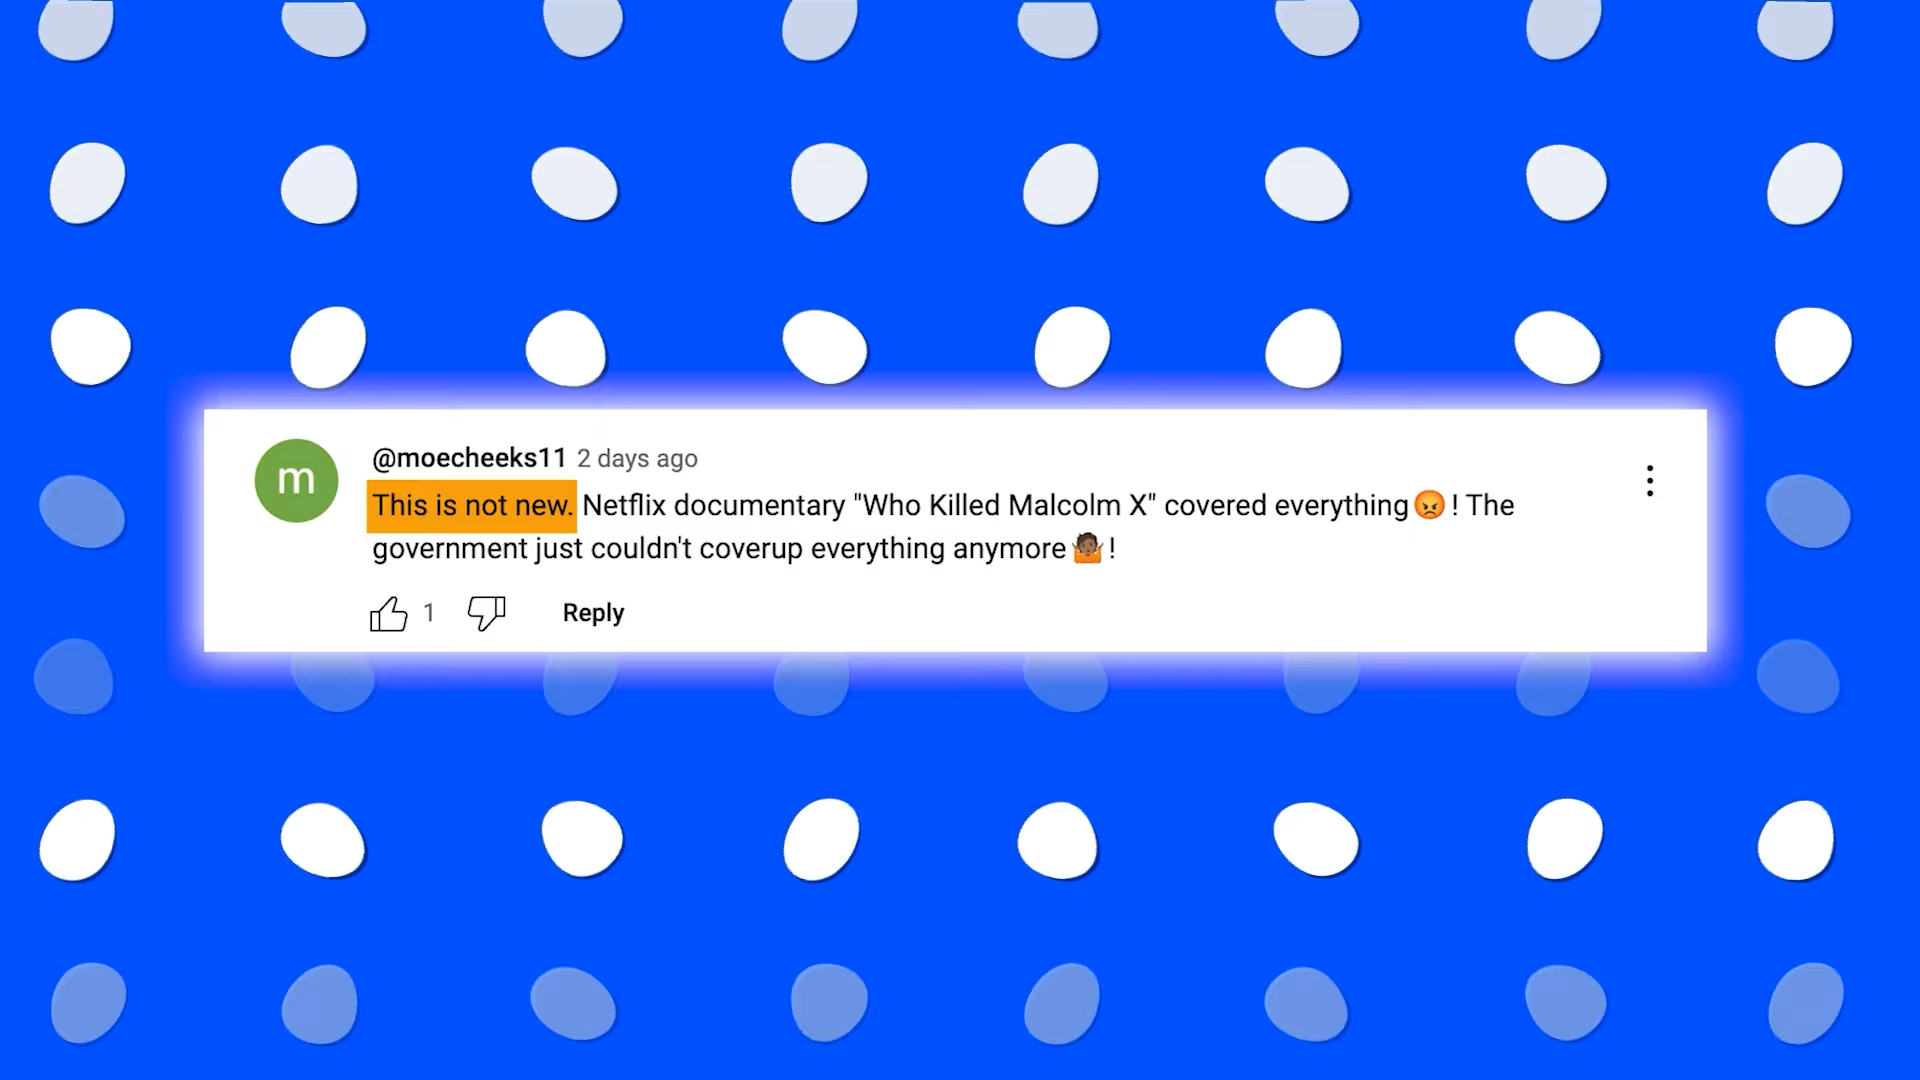 m
@moecheeks11 2 days ago
This is not new. Netflix documentary "Who Killed Malcolm X" covered everything😡! The
government just couldn't coverup everything anymore🤷🏾!
1
Reply